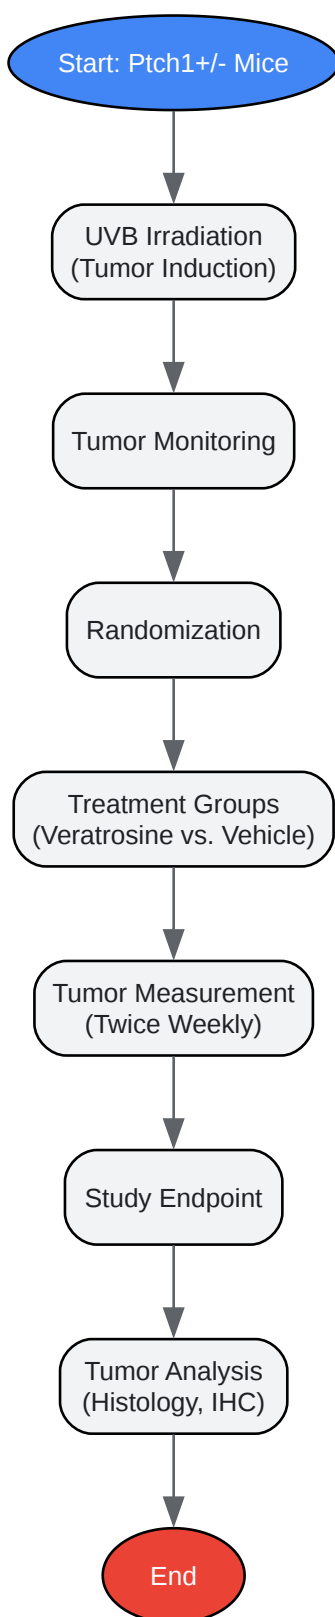 Start: Ptch1+/- Mice
UVB Irradiation
(Tumor Induction)
Tumor Monitoring
Randomization
Treatment Groups
(Veratrosine vs. Vehicle)
Tumor Measurement
(Twice Weekly)
Study Endpoint
Tumor Analysis
(Histology, IHC)
End